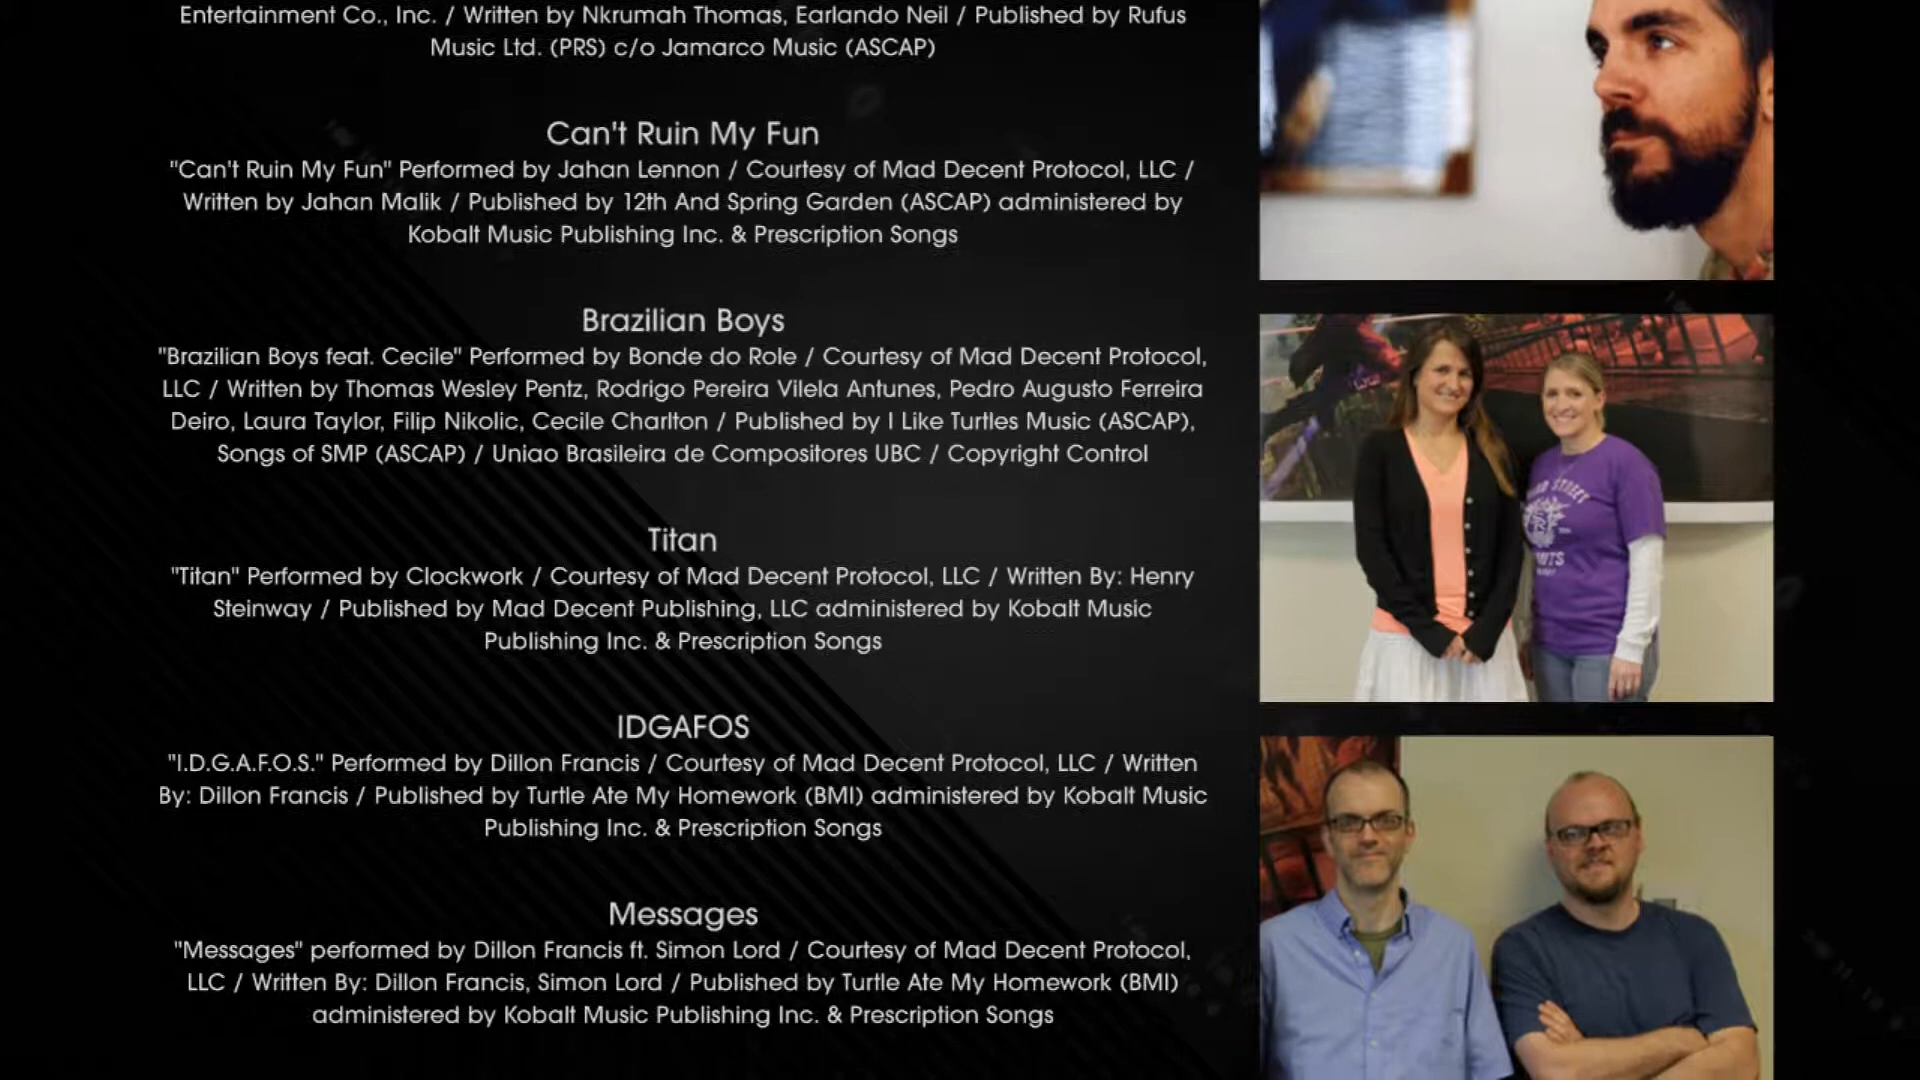 Entertainment Co., Inc. / Written by Nkrumah Thomas, Earlando Neil / Published by Rufus
Music Ltd. (PRS) c/o Jamarco Music (ASCAP)
Can't Ruin My Fun
"Can't Ruin My Fun" Performed by Jahan Lennon / Courtesy of Mad Decent Protocol, LLC /
Written by Jahan Malik / Published by 12th And Spring Garden (ASCAP) administered by
Kobalt Music Publishing Inc. & Prescription Songs
Brazilian Boys
"Brazilian Boys feat. Cecile" Performed by Bonde do Role / Courtesy of Mad Decent Protocol,
LLC / Written by Thomas Wesley Pentz, Rodrigo Pereira Vilela Antunes, Pedro Augusto Ferreira
Deiro, Laura Taylor, Filip Nikolic, Cecile Charlton / Published by I Like Turtles Music (ASCAP),
Songs of SMP (ASCAP) / Uniao Brasileira de Compositores UBC / Copyright Control
Titan
"Titan" Performed by Clockwork / Courtesy of Mad Decent Protocol, LLC / Written By: Henry
Steinway / Published by Mad Decent Publishing, LLC administered by Kobalt Music
Publishing Inc. & Prescription Songs
IDGAFOS
"I.D.G.A.F.O.S." Performed by Dillon Francis / Courtesy of Mad Decent Protocol, LLC / Written
By: Dillon Francis / Published by Turtle Ate My Homework (BMI) administered by Kobalt Music
Publishing Inc. & Prescription Songs
Messages
"Messages" performed by Dillon Francis ft. Simon Lord / Courtesy of Mad Decent Protocol,
LLC / Written By: Dillon Francis, Simon Lord / Published by Turtle Ate My Homework (BMI)
administered by Kobalt Music Publishing Inc. & Prescription Songs
STREET